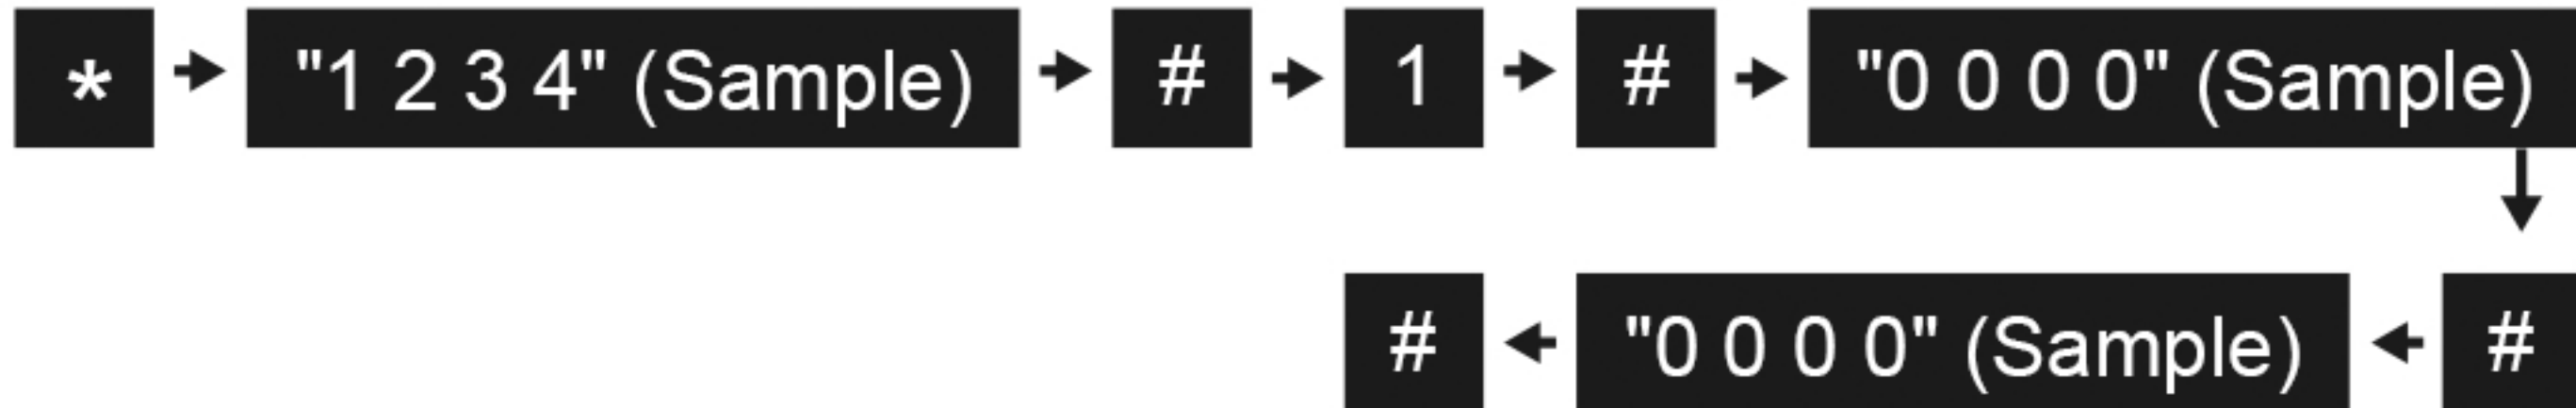 * "1 2 3 4" (Sample) # 1 # "0 0 0 0" (Sample)
# "0 0 0 0" (Sample) #